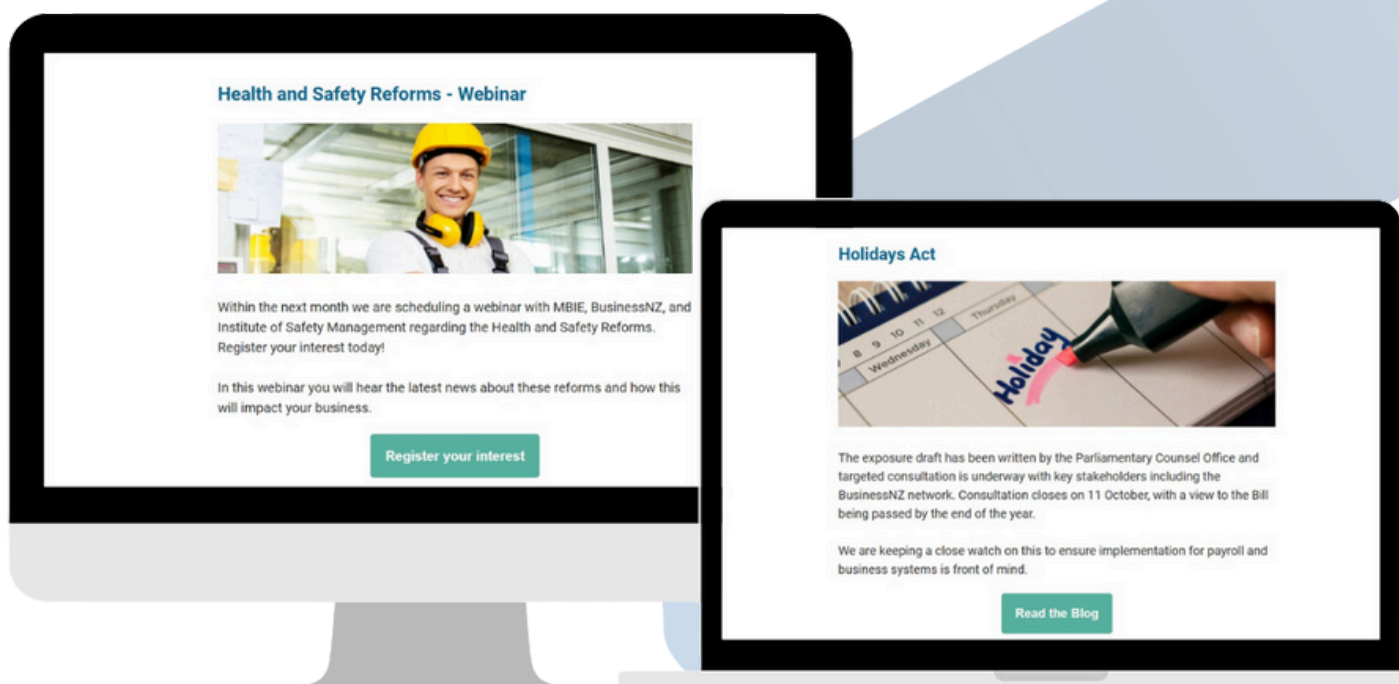 Health and Safety Reforms - Webinar
Within the next month we are scheduling a webinar with MBIE, BusinessNZ, and
Institute of Safety Management regarding the Health and Safety Reforms.
Register your interest today!
In this webinar you will hear the latest news about these reforms and how this
will impact your business.
Register your interest
Holidays Act
8 9 10 11 12
Wednesday
Thursday
Holiday
The exposure draft has been written by the Parliamentary Counsel Office and
targeted consultation is underway with key stakeholders including the
BusinessNZ network. Consultation closes on 11 October, with a view to the Bill
being passed by the end of the year.
We are keeping a close watch on this to ensure implementation for payroll and
business systems is front of mind.
Read the Blog